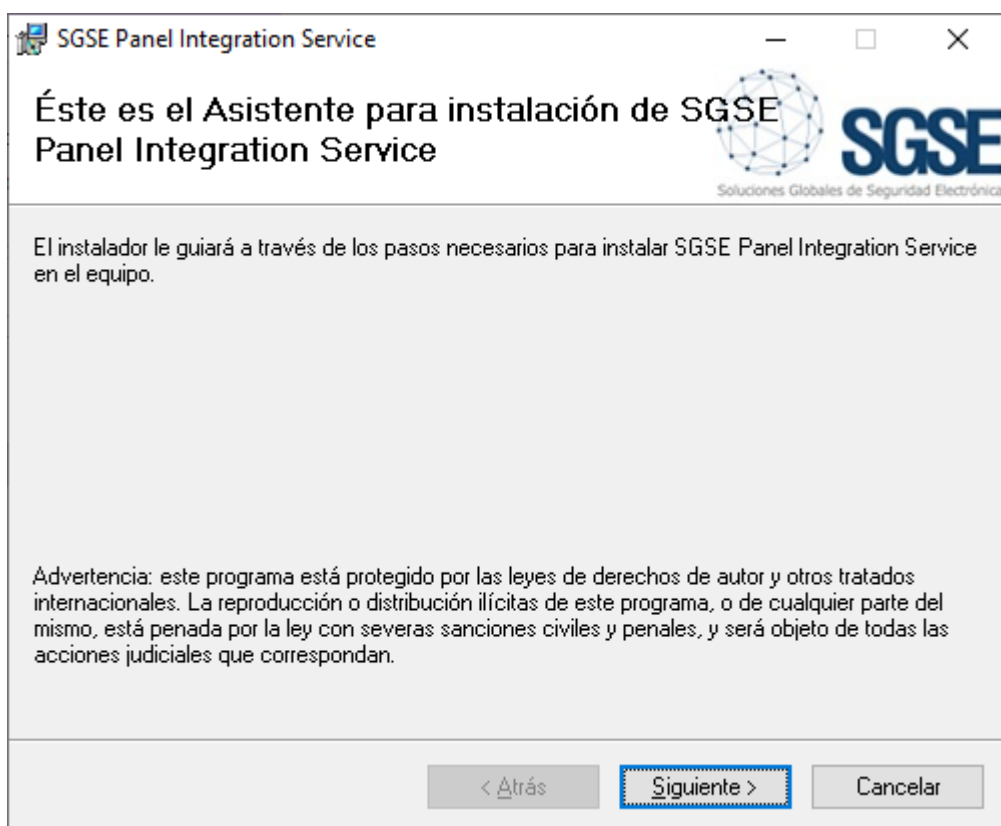 SGSE Panel Integration Service
Éste es el Asistente para instalación de SGSE
Panel Integration Service
SGSE
Soluciones Globales de Seguridad Electrónica
El instalador le guiará a través de los pasos necesarios para instalar SGSE Panel Integration Service
en el equipo.
Advertencia: este programa está protegido por las leyes de derechos de autor y otros tratados
internacionales. La reproducción o distribución ilícitas de este programa, o de cualquier parte del
mismo, está penada por la ley con severas sanciones civiles y penales, y será objeto de todas las
acciones judiciales que correspondan.
< Atrás
Siguiente >
Cancelar